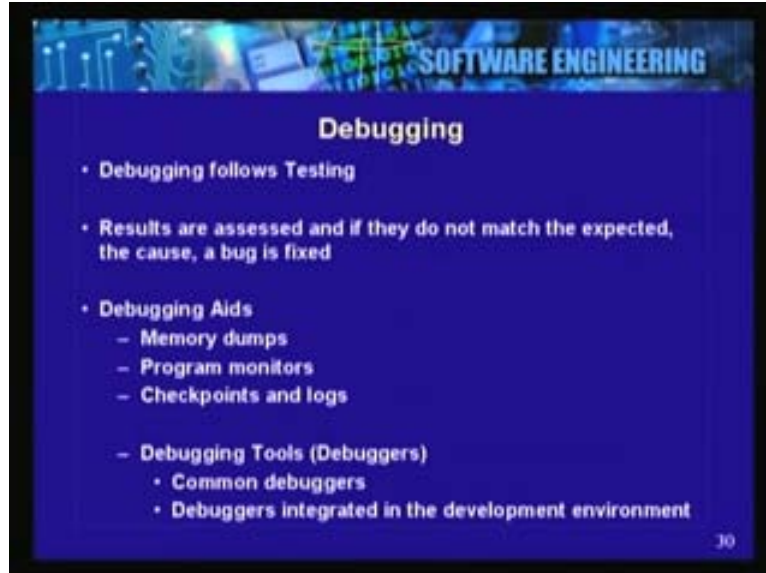 SOFTWARE ENGINEERING
Debugging
• Debugging follows Testing
• Results are assessed and if they do not match the expected,
the cause, a bug is fixed
• Debugging Aids
– Memory dumps
– Program monitors
– Checkpoints and logs
– Debugging Tools (Debuggers)
• Common debuggers
• Debuggers integrated in the development environment
30